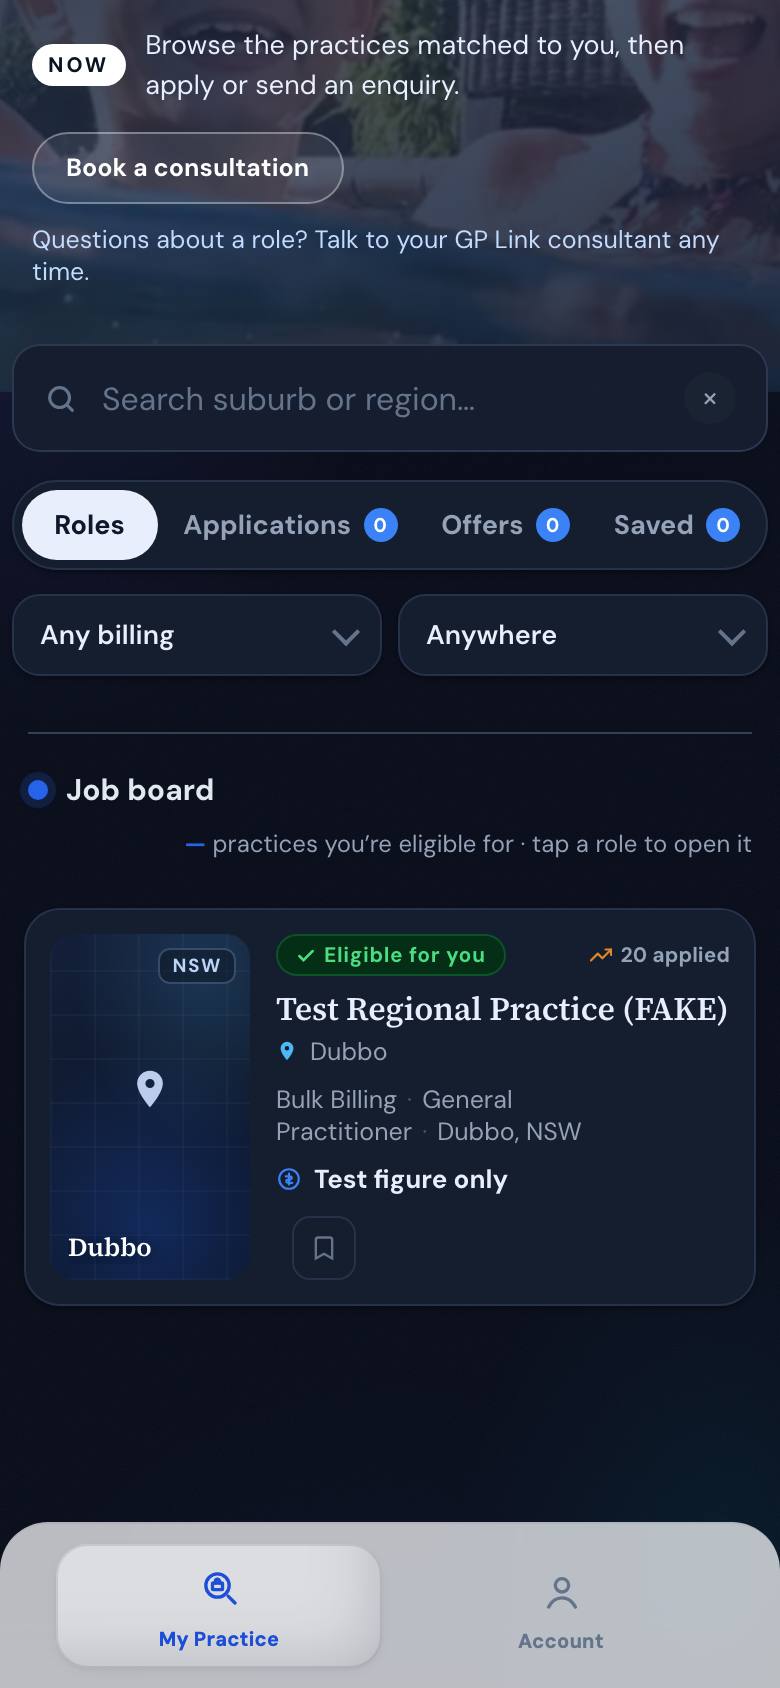 NOW
Browse the practices matched to you, then
apply or send an enquiry.
Book a consultation
Questions about a role? Talk to your GP Link consultant any
time.
Search suburb or region...
Roles Applications 0 Offers 0 Saved 0
Any billing Anywhere
Job board
— practices you’re eligible for · tap a role to open it
NSW
Dubbo
Eligible for you 20 applied
Test Regional Practice (FAKE)
Dubbo
Bulk Billing · General
Practitioner · Dubbo, NSW
Test figure only
My Practice Account